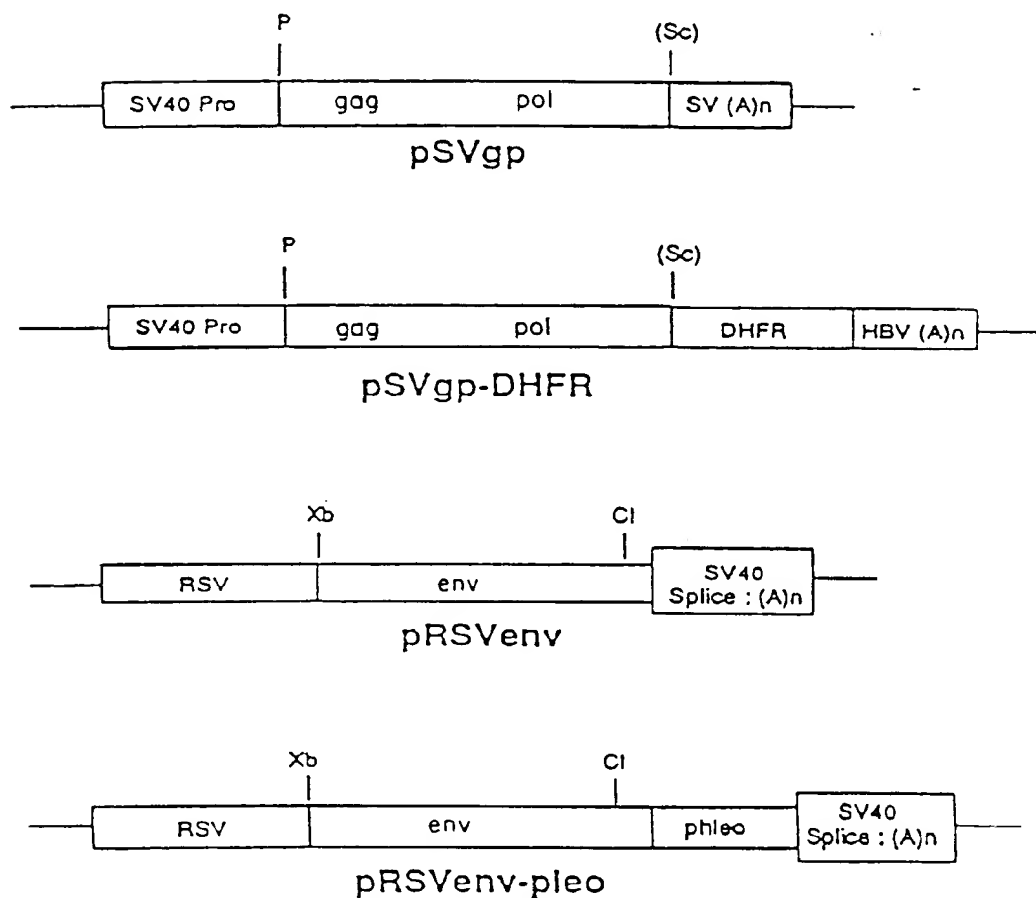 P (Sc)
SV40 Pro gag pol SV (A)n
pSVgp
P (Sc)
SV40 Pro gag pol DHFR HBV (A)n
pSVgp-DHFR
Xb Cl
RSV env SV40
Splice : (A)n
pRSVenv
Xb Cl
RSV env phleo SV40
Splice : (A)n
pRSVenv-pleo